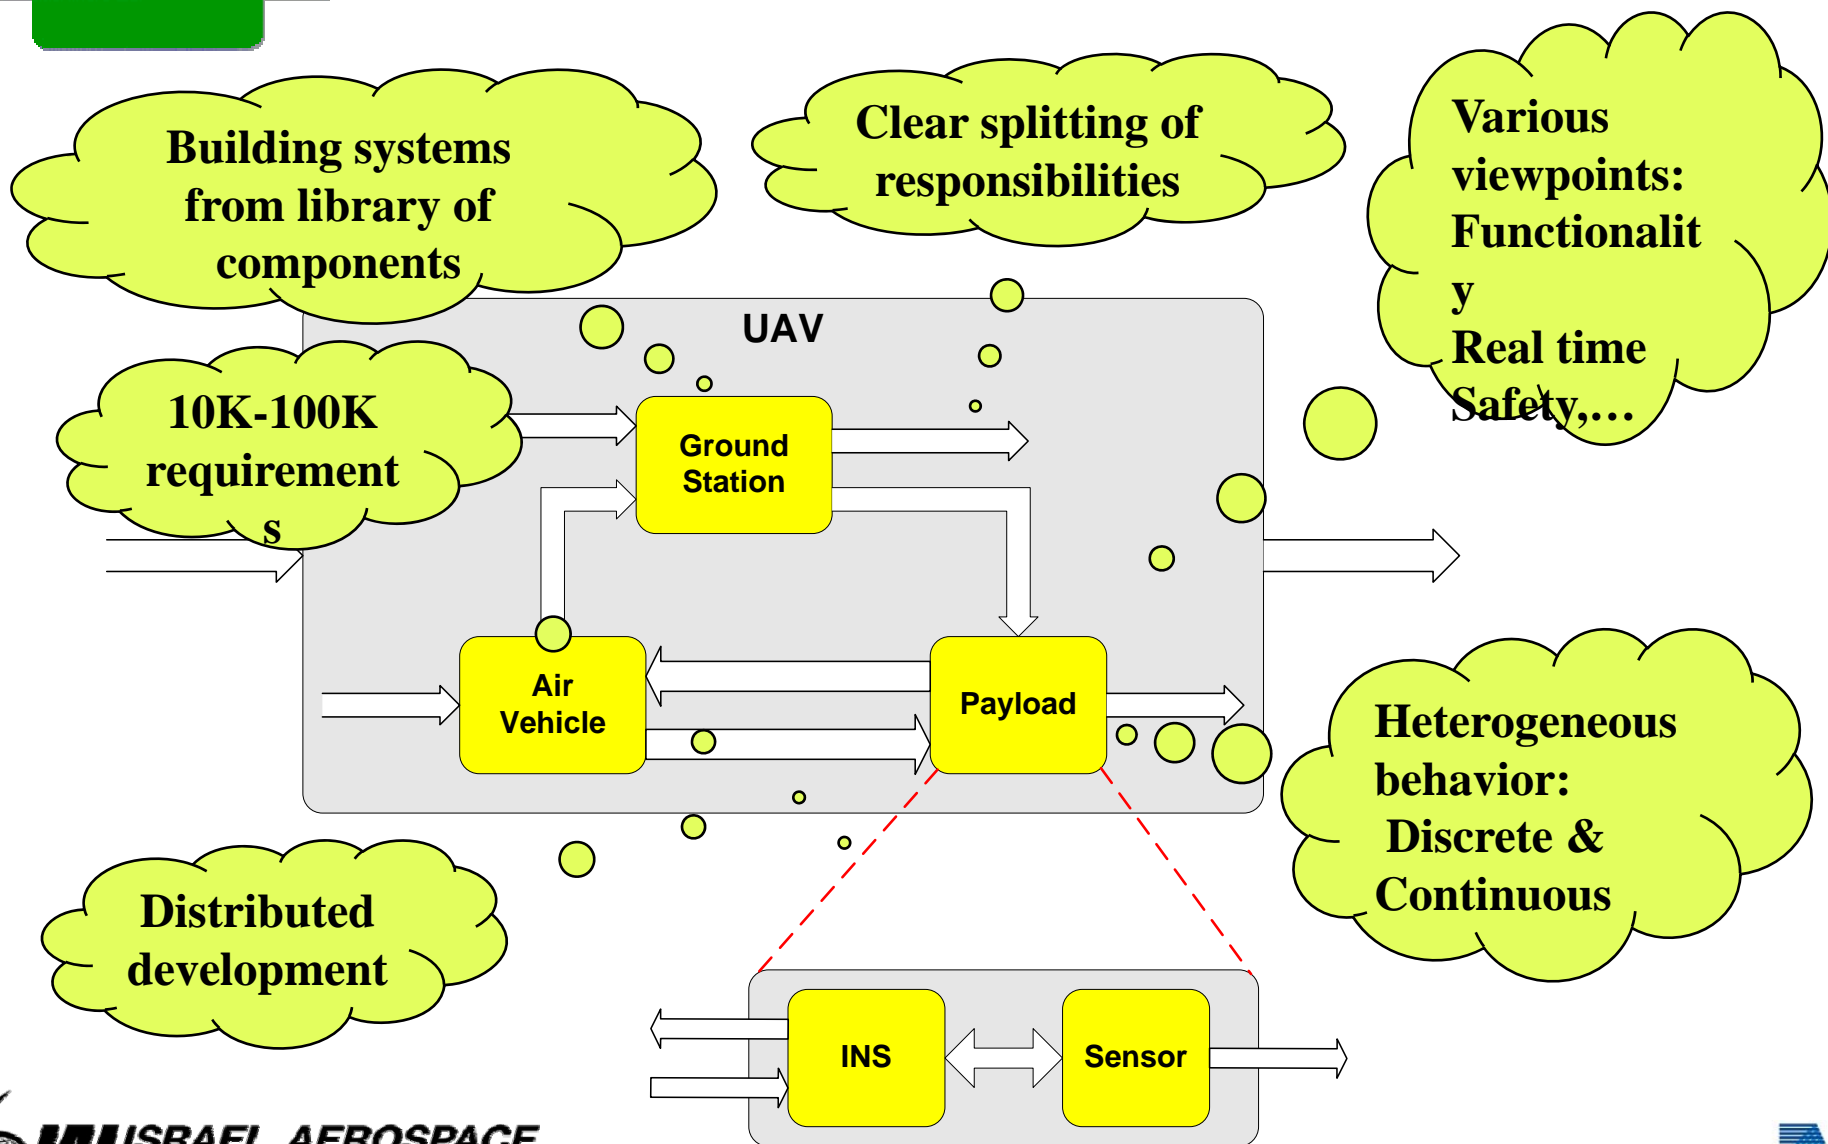 Building systems
from library of
components
Clear splitting of
responsibilities
Various
viewpoints:
Functionalit
y
Real time
Safety,...
UAV
10K-100K
requirement
s
Ground
Station
Air
Vehicle
Payload
Heterogeneous
behavior:
Discrete &
Continuous
Distributed
development
INS
Sensor
ISRAEL AEROSPACE